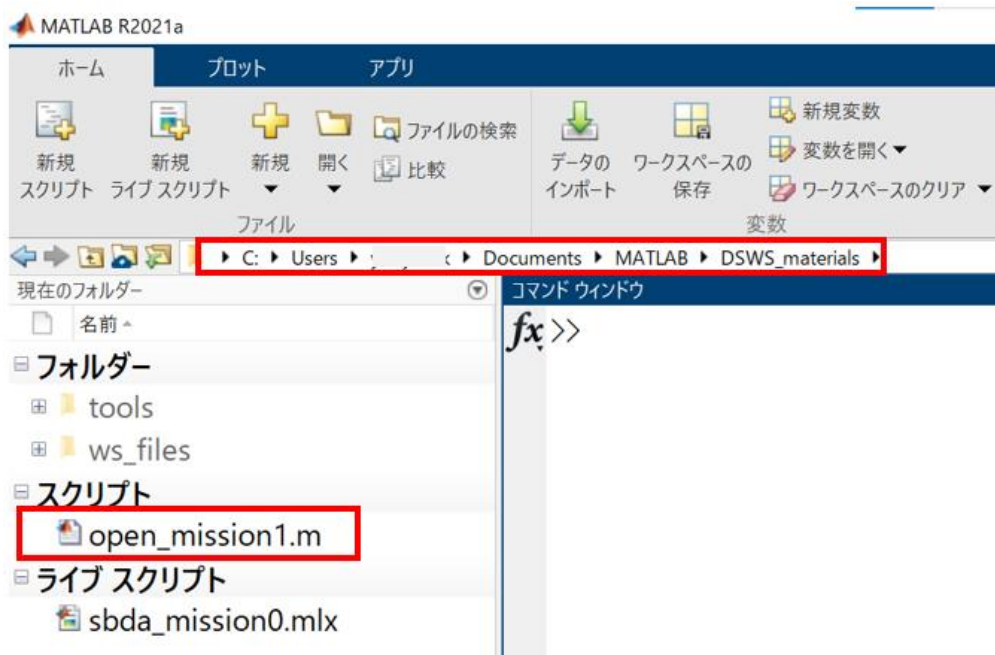 MATLAB R2021a
ホーム プロット アプリ
新規
スクリプト
新規
ライブ スクリプト
新規
開く
ファイルの検索
比較
ファイル
データの
インポート
ワークスペースの
保存
新規変数
変数を開く
ワークスペースのクリア
変数
C: Users Documents MATLAB DSWS_materials
現在のフォルダー
名前
フォルダー
tools
ws_files
スクリプト
open_mission1.m
ライブ スクリプト
sbda_mission0.mlx
コマンド ウィンドウ
fx >>